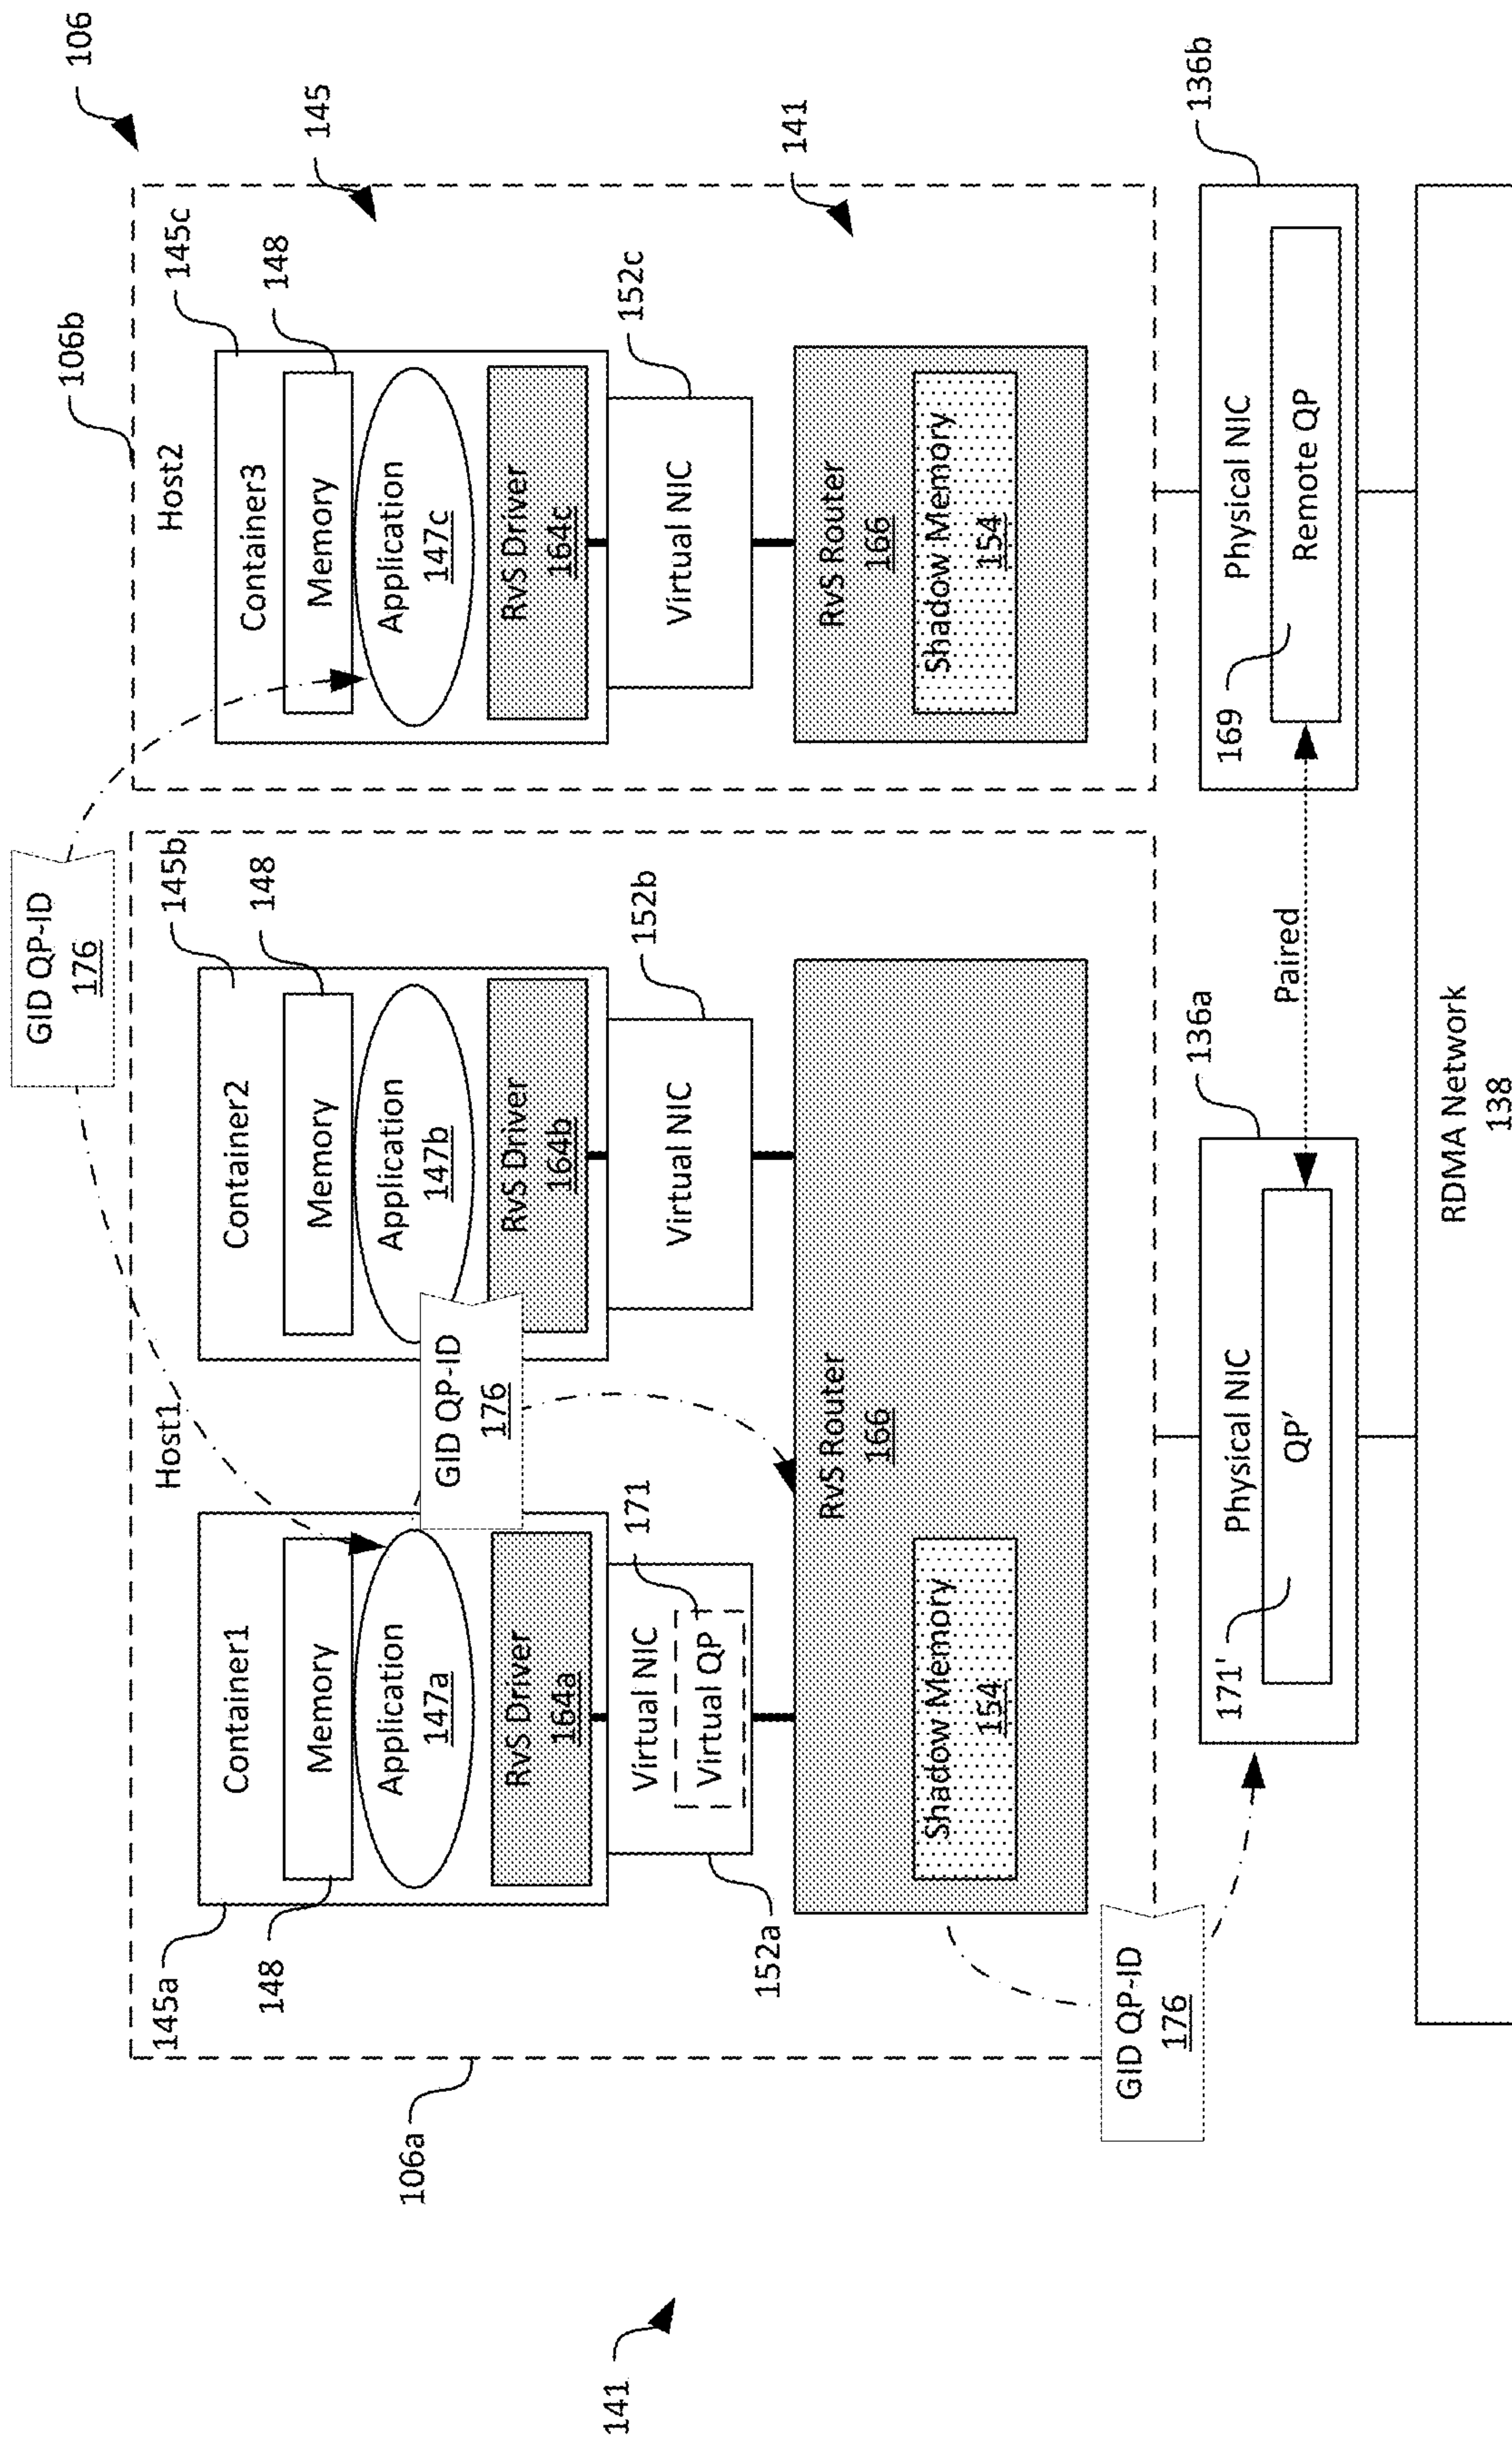 GID QP-ID
176
106b
106
106a
145a
148
Host1
Container1
Memory
Application
147a
RvS Driver
164a
Virtual NIC
Virtual QP
171
152a
GID QP-ID
176
Container2
145b
148
Memory
Application
147b
RvS Driver
164b
Virtual NIC
152b
RvS Router
166
Shadow Memory
154
Host2
Container3
145c
148
145
Memory
Application
147c
RvS Driver
164c
Virtual NIC
152c
141
RvS Router
166
Shadow Memory
154
141
GID QP-ID
176
171'
Physical NIC
QP'
136a
Paired
169
Physical NIC
Remote QP
136b
RDMA Network
138